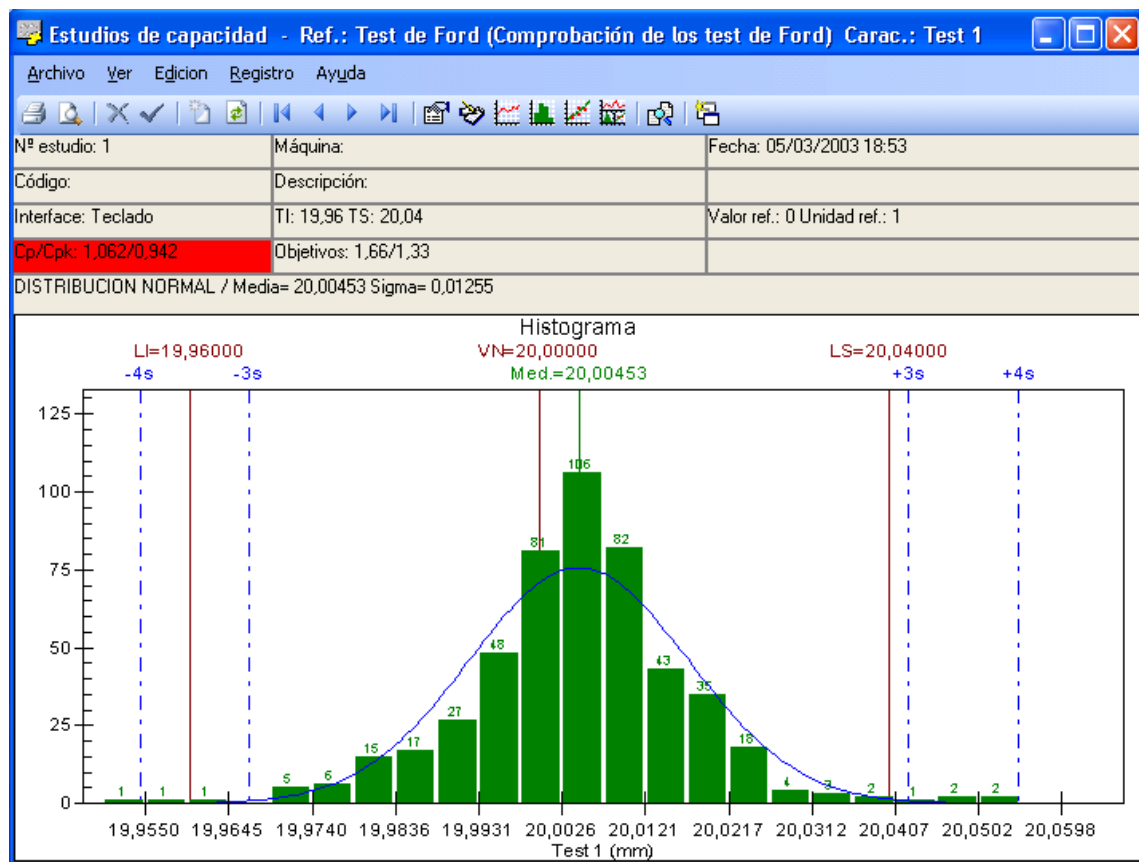 Estudios de capacidad - Ref.: Test de Ford (Comprobación de los test de Ford) Carac.: Test 1
Archivo Ver Edicion Registro Ayuda
Nº estudio: 1 Máquina: Fecha: 05/03/2003 18:53
Código: Descripción:
Interface: Teclado TI: 19,96 TS: 20,04 Valor ref.: 0 Unidad ref.: 1
Cp/Cpk: 1,062/0,942 Objetivos: 1,66/1,33
DISTRIBUCION NORMAL / Media= 20,00453 Sigma= 0,01255
Histograma
LI=19,96000 VN=20,00000 LS=20,04000
-4s -3s Med.=20,00453 +3s +4s
125
106
100
81 82
75
48 43
50
35
27
25
15 17 18
1 1 1 5 6 4 3 2 1 2 2
0
19,9550 19,9645 19,9740 19,9836 19,9931 20,0026 20,0121 20,0217 20,0312 20,0407 20,0502 20,0598
Test 1 (mm)